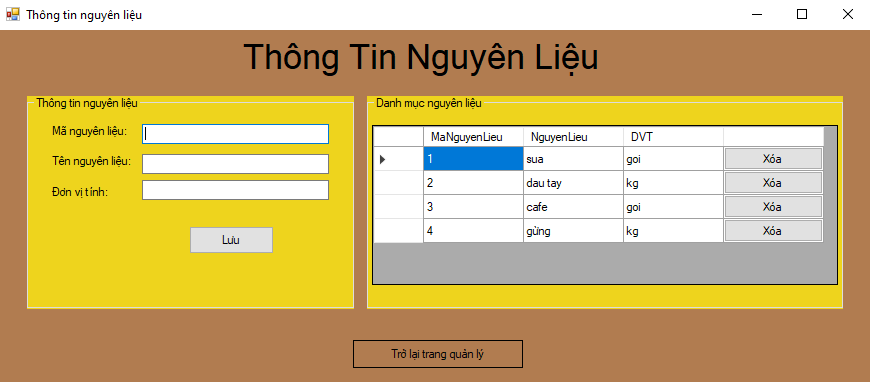 Thông tin nguyên liệu
Thông Tin Nguyên Liệu
Thông tin nguyên liệu
Mã nguyên liệu:
Tên nguyên liệu:
Đơn vị tính:
Lưu
Danh mục nguyên liệu
MaNguyenLieu NguyenLieu DVT
1 sua goi Xóa
2 dau tay kg Xóa
3 cafe goi Xóa
4 gừng kg Xóa
Trở lại trang quản lý